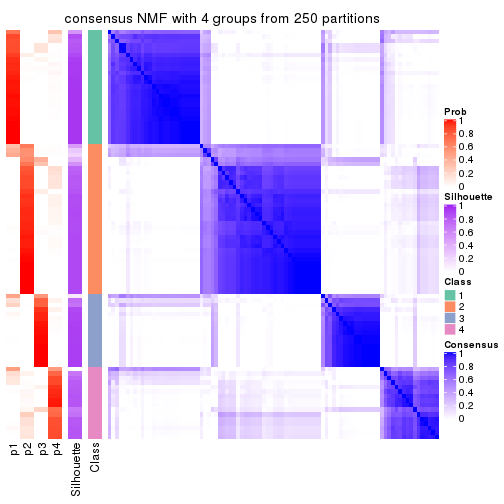 consensus NMF with 4 groups from 250 partitions
Prob
1
0.8
0.6
0.4
0.2
0
Silhouette
1
0.8
0.6
0.4
0.2
0
Class
1
2
3
4
Consensus
1
0.8
0.6
0.4
0.2
0
p1
p2
p3
p4
Silhouette
Class